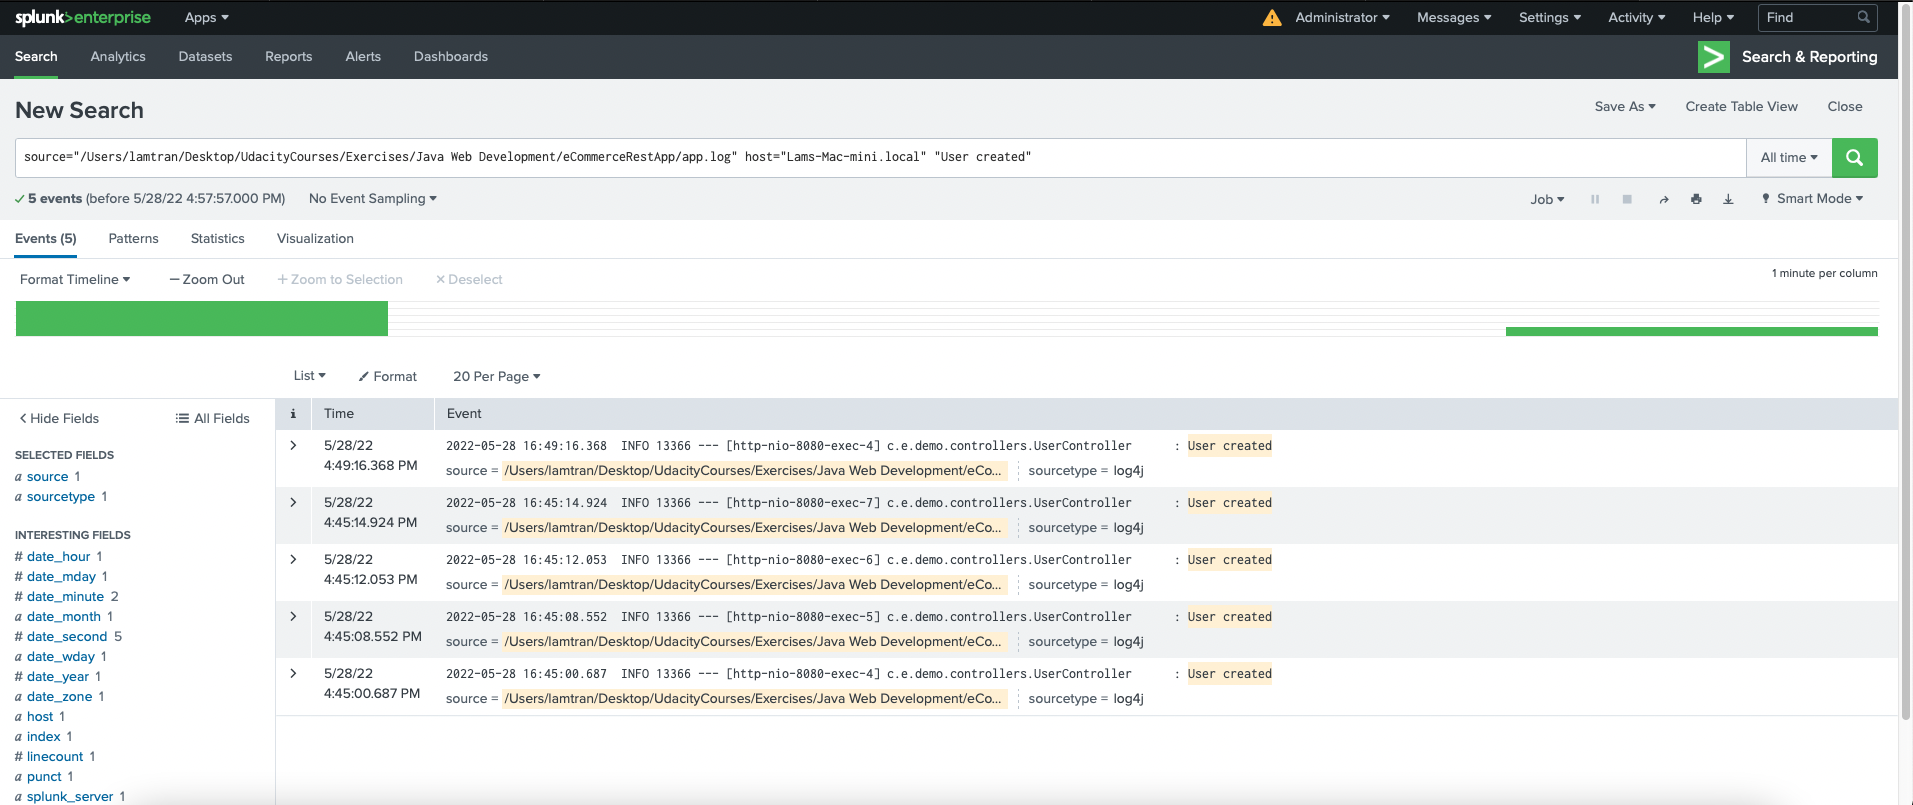 splunk>enterprise Apps Administrator Messages Settings Activity Help Find
Search Analytics Datasets Reports Alerts Dashboards Search & Reporting
New Search Save As Create Table View Close
source="/Users/lamtran/Desktop/UdacityCourses/Exercises/Java Web Development/eCommerceRestApp/app.log" host="Lams-Mac-mini.local" "User created" All time
5 events (before 5/28/22 4:57:57.000 PM) No Event Sampling Job Smart Mode
Events (5) Patterns Statistics Visualization
Format Timeline Zoom Out + Zoom to Selection × Deselect 1 minute per column
List Format 20 Per Page
Hide Fields All Fields
SELECTED FIELDS
a source 1
a sourcetype 1
INTERESTING FIELDS
# date_hour 1
# date_mday 1
# date_minute 2
a date_month 1
# date_second 5
a date_wday 1
# date_year 1
a date_zone 1
a host 1
a index 1
# linecount 1
a punct 1
a splunk_server 1
i Time Event
5/28/22 4:49:16.368 PM
2022-05-28 16:49:16.368 INFO 13366 --- [http-nio-8080-exec-4] c.e.demo.controllers.UserController : User created
source = /Users/lamtran/Desktop/UdacityCourses/Exercises/Java Web Development/eCo... sourcetype = log4j
5/28/22 4:45:14.924 PM
2022-05-28 16:45:14.924 INFO 13366 --- [http-nio-8080-exec-7] c.e.demo.controllers.UserController : User created
source = /Users/lamtran/Desktop/UdacityCourses/Exercises/Java Web Development/eCo... sourcetype = log4j
5/28/22 4:45:12.053 PM
2022-05-28 16:45:12.053 INFO 13366 --- [http-nio-8080-exec-6] c.e.demo.controllers.UserController : User created
source = /Users/lamtran/Desktop/UdacityCourses/Exercises/Java Web Development/eCo... sourcetype = log4j
5/28/22 4:45:08.552 PM
2022-05-28 16:45:08.552 INFO 13366 --- [http-nio-8080-exec-5] c.e.demo.controllers.UserController : User created
source = /Users/lamtran/Desktop/UdacityCourses/Exercises/Java Web Development/eCo... sourcetype = log4j
5/28/22 4:45:00.687 PM
2022-05-28 16:45:00.687 INFO 13366 --- [http-nio-8080-exec-4] c.e.demo.controllers.UserController : User created
source = /Users/lamtran/Desktop/UdacityCourses/Exercises/Java Web Development/eCo... sourcetype = log4j